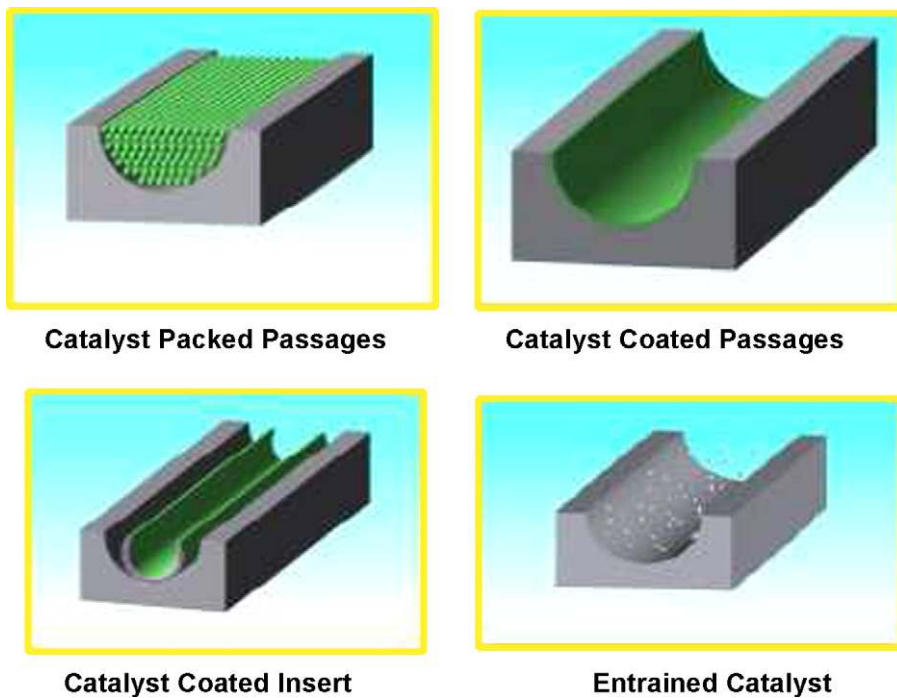 Catalyst Packed Passages
Catalyst Coated Passages
Catalyst Coated Insert
Entrained Catalyst